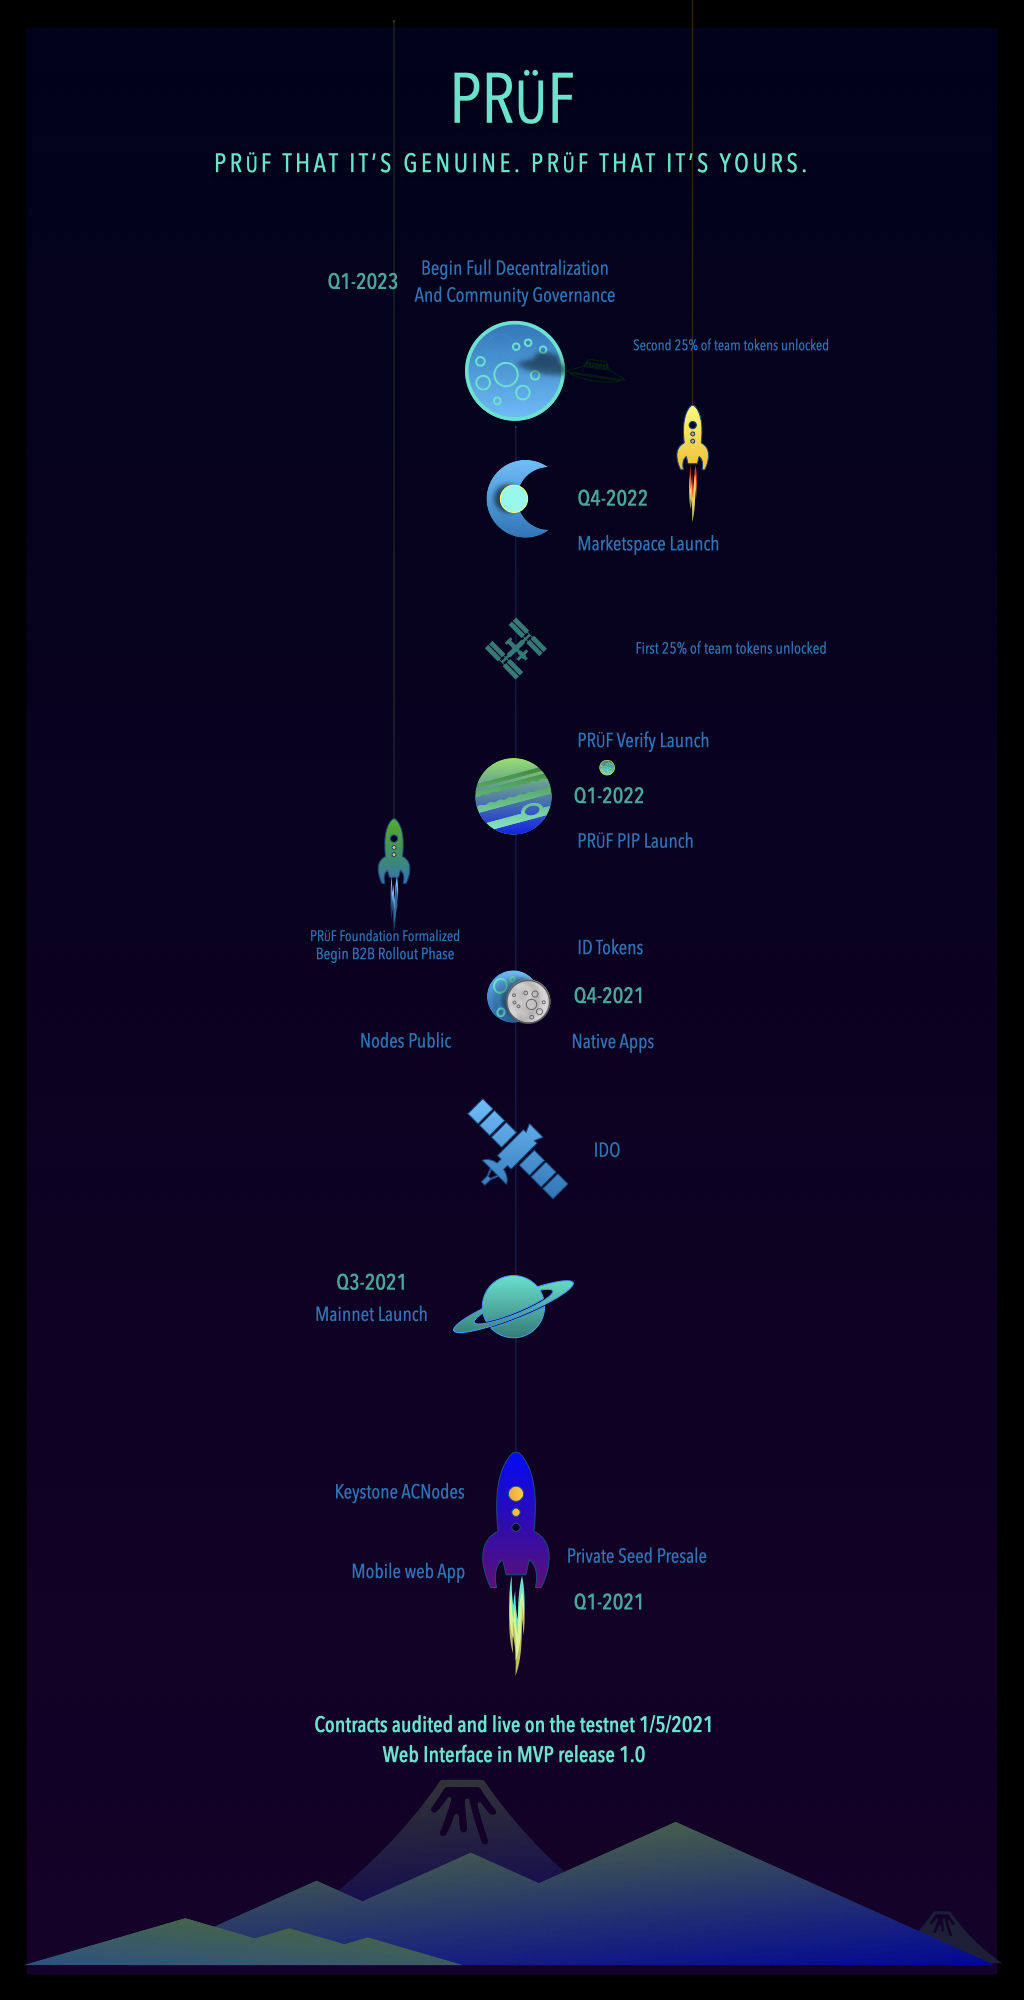 PRÜF
PRÜF THAT IT’S GENUINE. PRÜF THAT IT’S YOURS.
Q1-2023
Begin Full Decentralization
And Community Governance
Second 25% of team tokens unlocked
Q4-2022
Marketspace Launch
First 25% of team tokens unlocked
PRÜF Verify Launch
Q1-2022
PRÜF PIP Launch
PRÜF Foundation Formalized
Begin B2B Rollout Phase
ID Tokens
Q4-2021
Nodes Public
Native Apps
IDO
Q3-2021
Mainnet Launch
Keystone ACNodes
Private Seed Presale
Mobile web App
Q1-2021
Contracts audited and live on the testnet 1/5/2021
Web Interface in MVP release 1.0